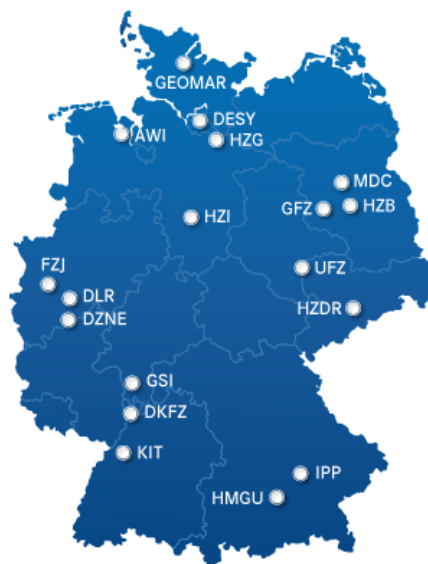 GEOMAR
DESY
AWI
HZG
MDC
GFZ
HZB
HZI
FZJ
UFZ
DLR
HZDR
DZNE
GSI
DKFZ
KIT
IPP
HMGU